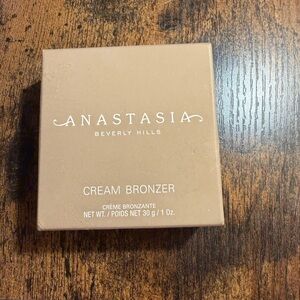 ANASTASIA
BEVERLY HILLS
CREAM BRONZER
CRÈME BRONZANTE
NET WT. / POIDS NET 30 g / 1 Oz.